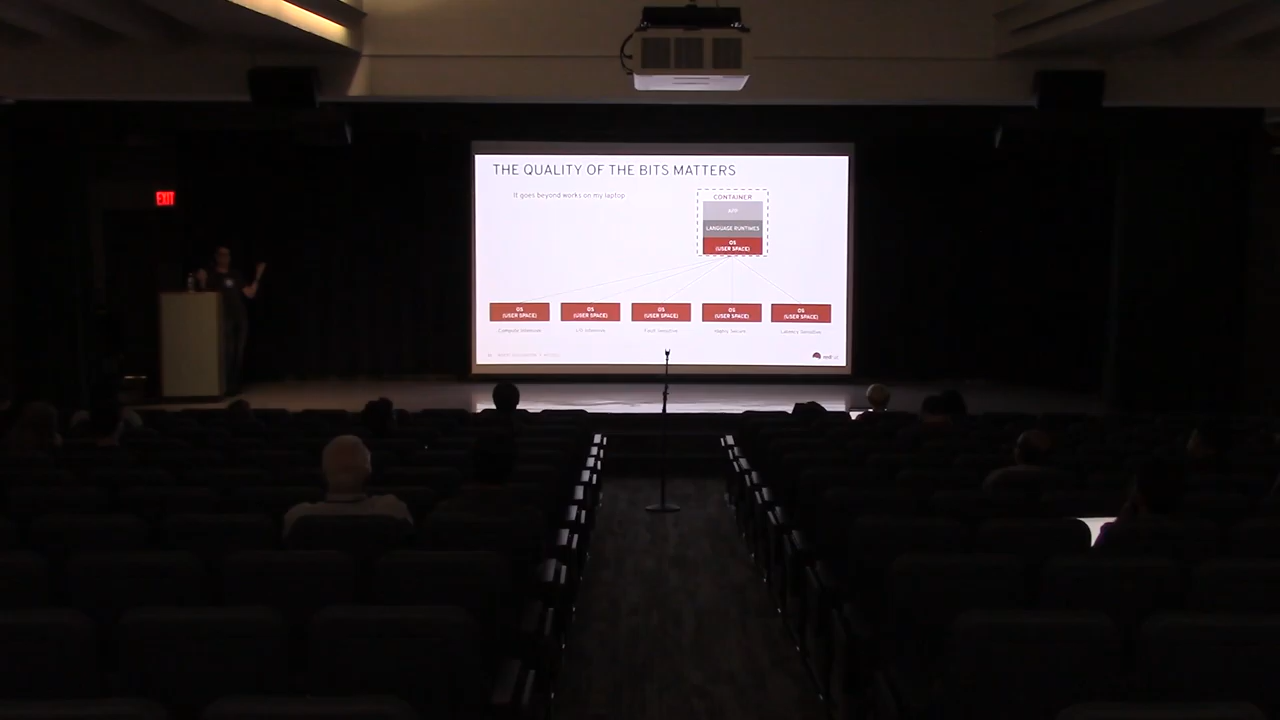 THE QUALITY OF THE BITS MATTERS
It goes beyond works on my laptop
CONTAINER
APP
LANGUAGE RUNTIMES
OS
(USER SPACE)
EXIT
OS
(USER SPACE)
OS
(USER SPACE)
OS
(USER SPACE)
OS
(USER SPACE)
OS
(USER SPACE)
Compute Intensive
I/O Intensive
Fault Sensitive
Highly Secure
Latency Sensitive